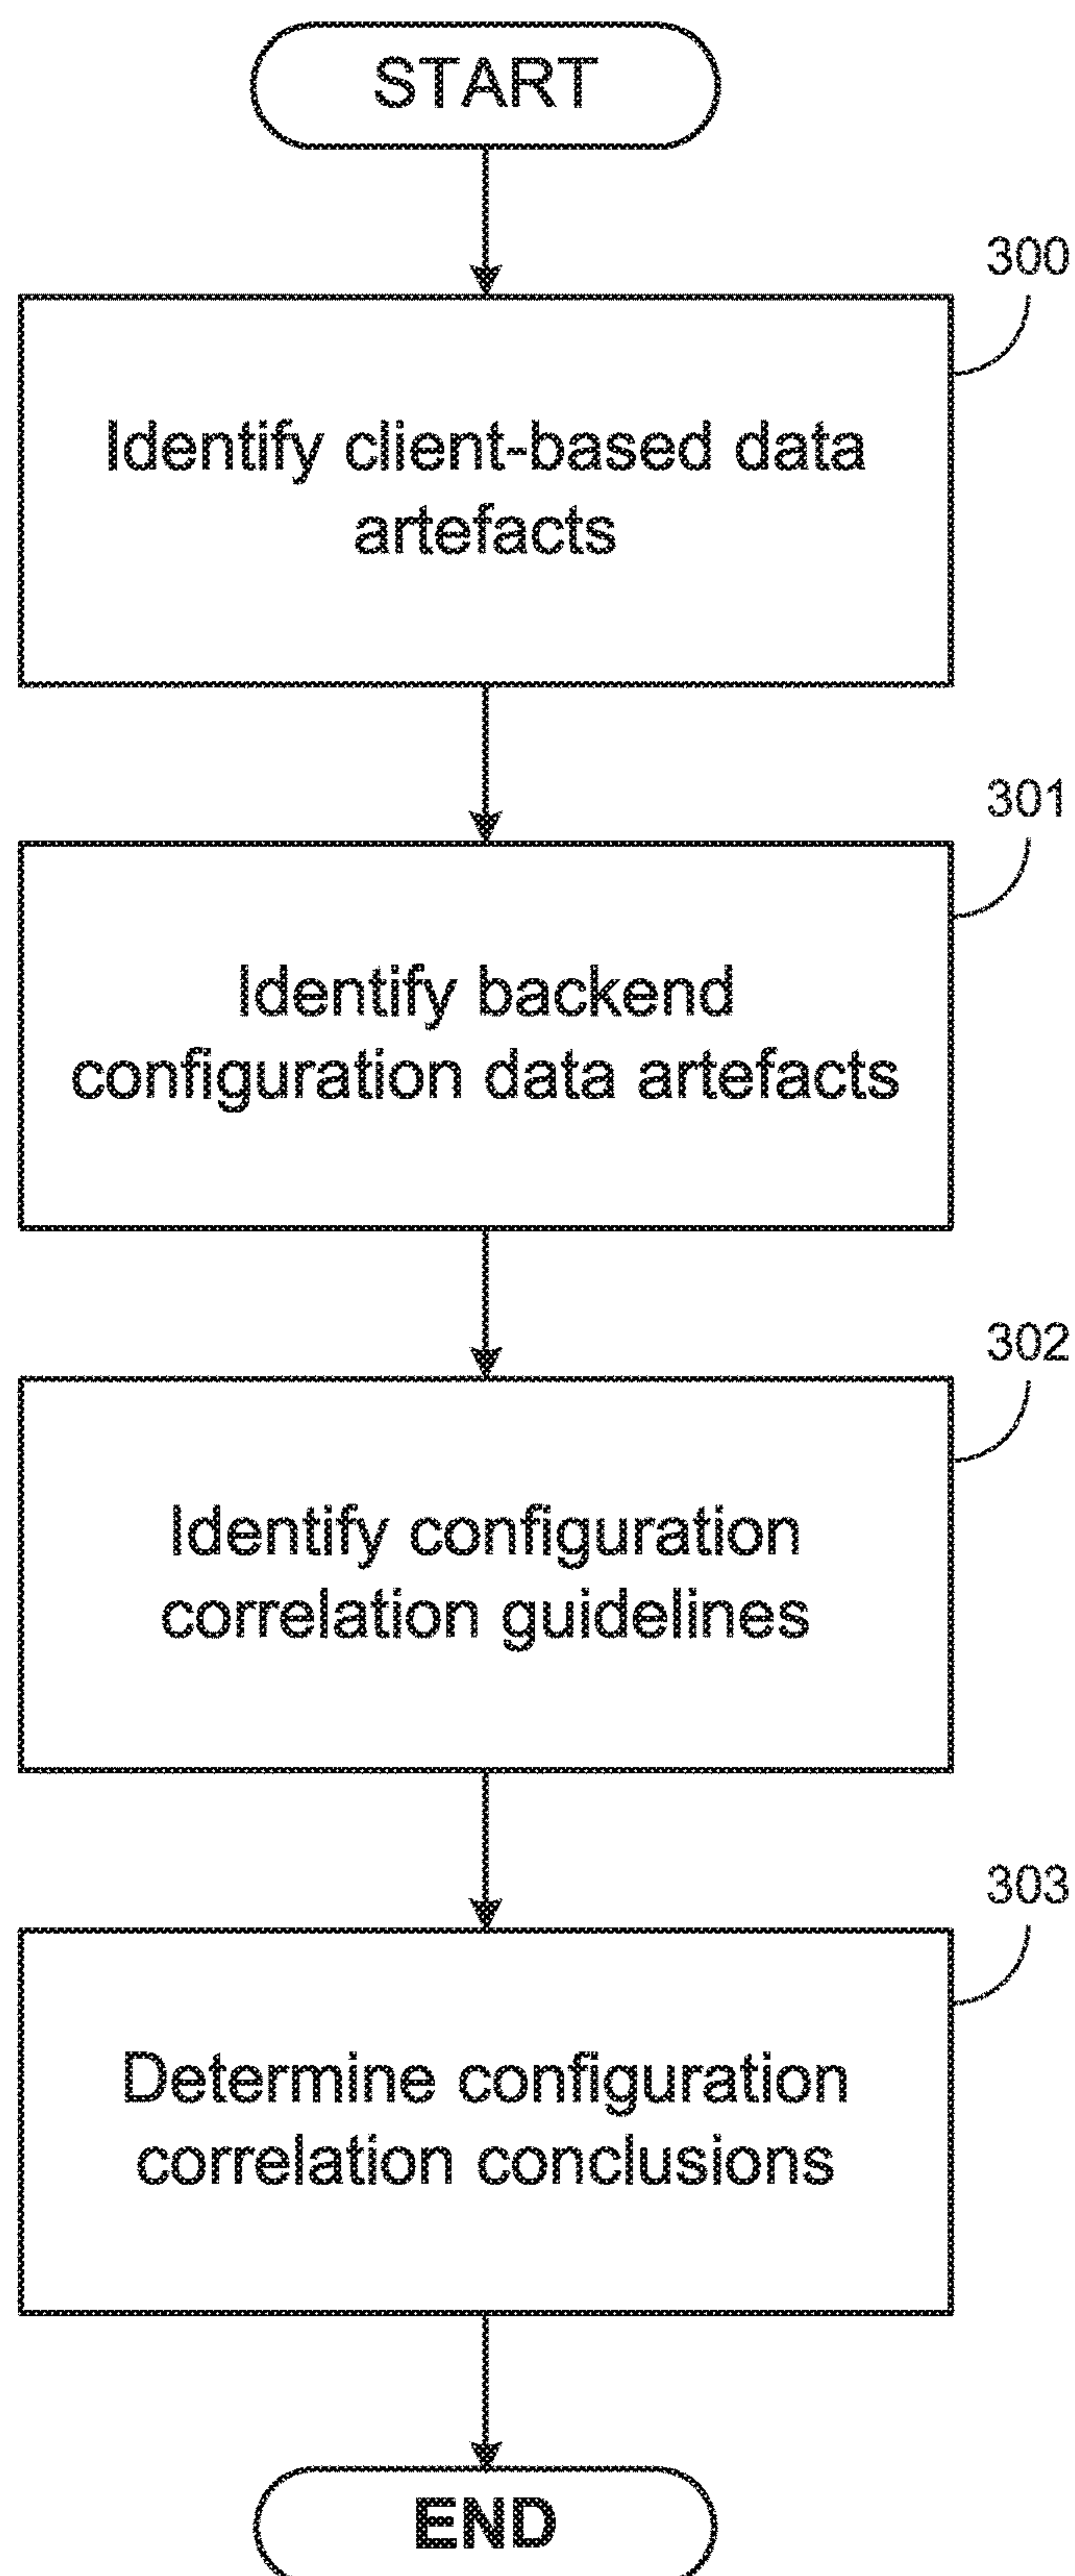 START
300
Identify client-based data
artefacts
301
Identify backend
configuration data artefacts
302
Identify configuration
correlation guidelines
303
Determine configuration
correlation conclusions
END